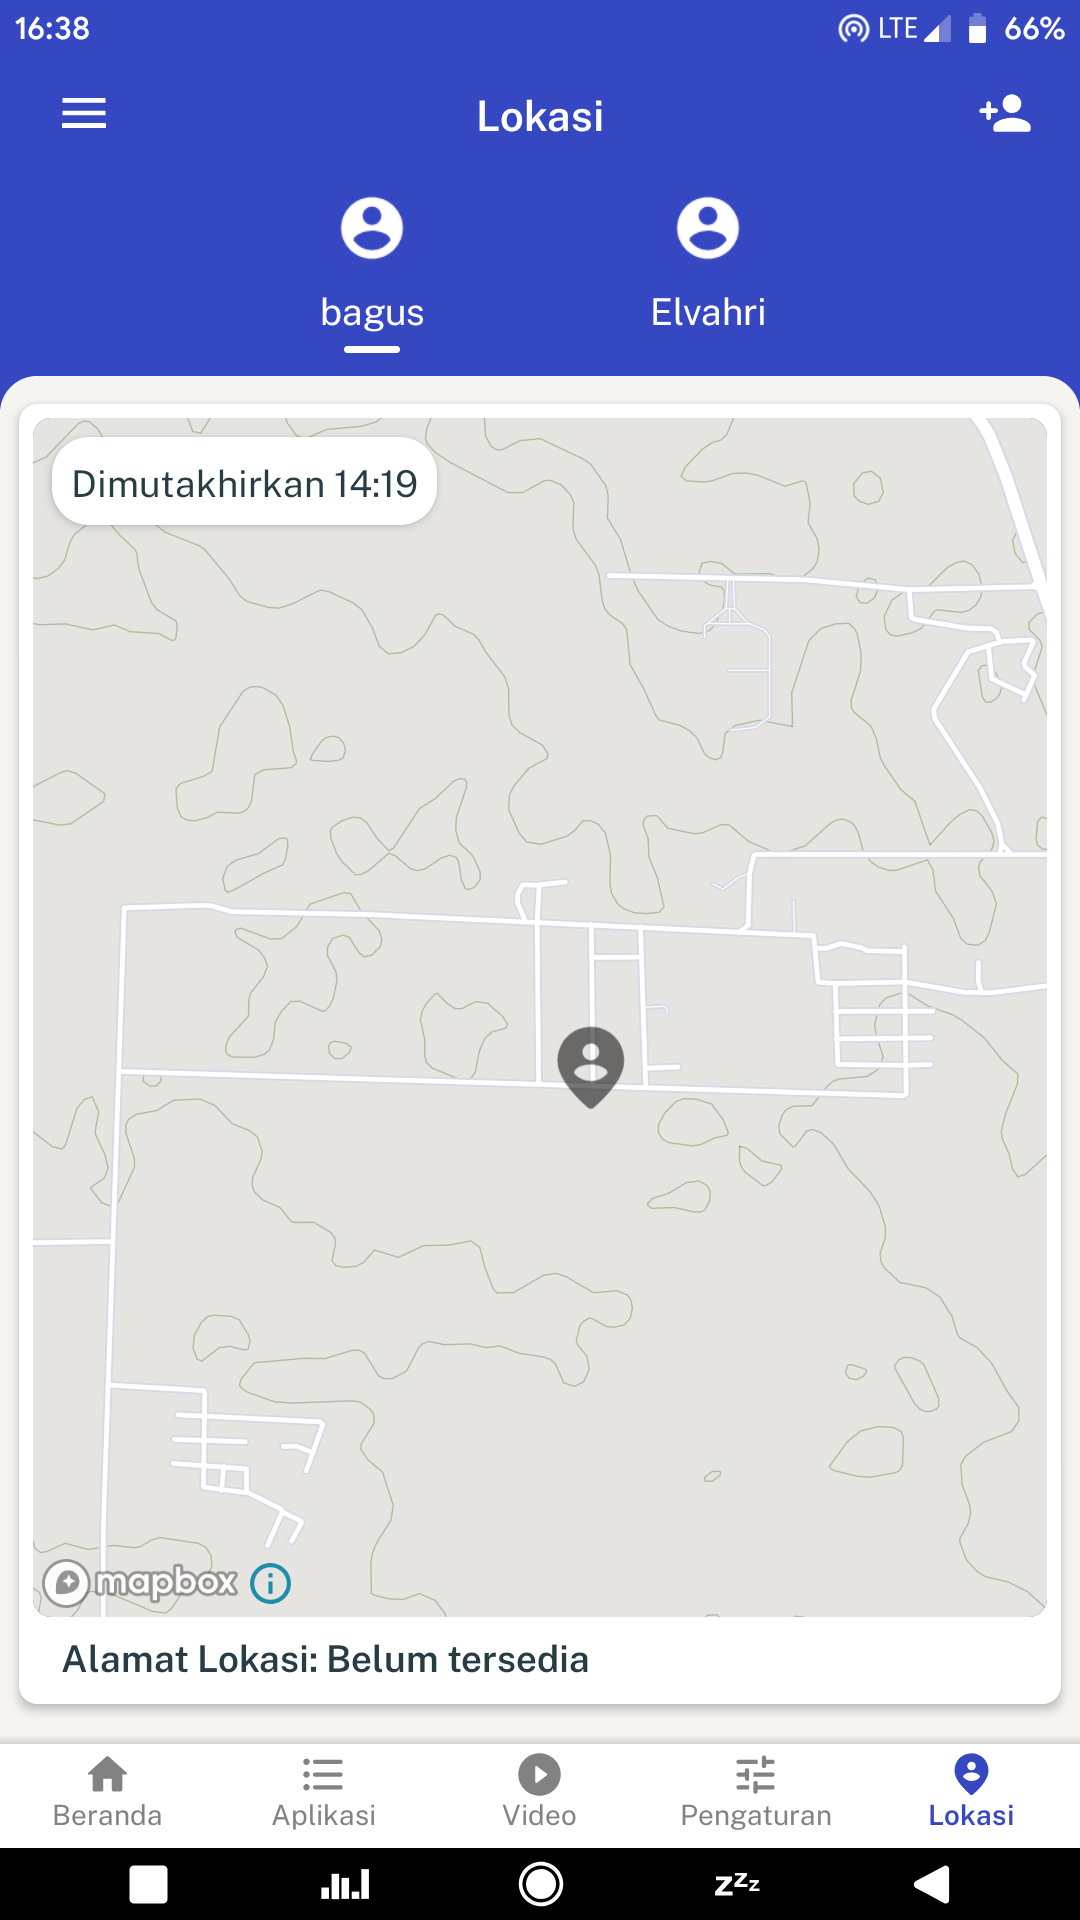 16:38
LTE
66%
Lokasi
bagus
Elvahri
Dimutakhirkan 14:19
mapbox
Alamat Lokasi: Belum tersedia
Beranda
Aplikasi
Video
Pengaturan
Lokasi
zzz